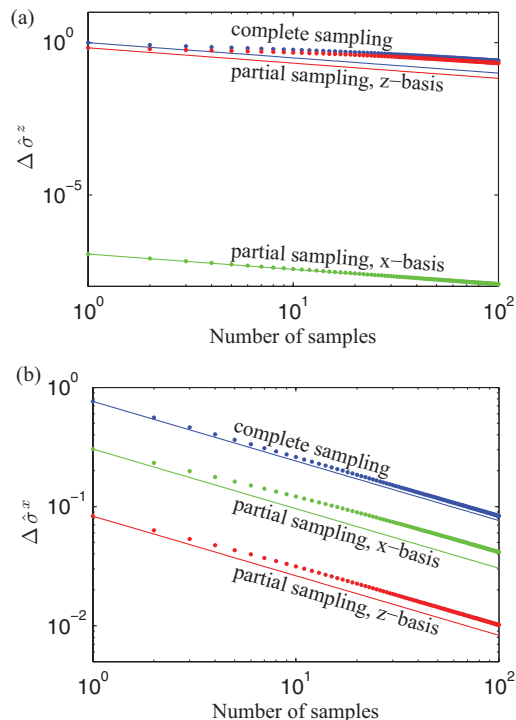 (a)
10^0
complete sampling
partial sampling, z-basis
Δ σ̂^z
10^-5
partial sampling, x-basis
10^0
10^1
10^2
Number of samples
(b)
10^0
complete sampling
10^-1
Δ σ̂^x
partial sampling, x-basis
partial sampling, z-basis
10^-2
10^0
10^1
10^2
Number of samples